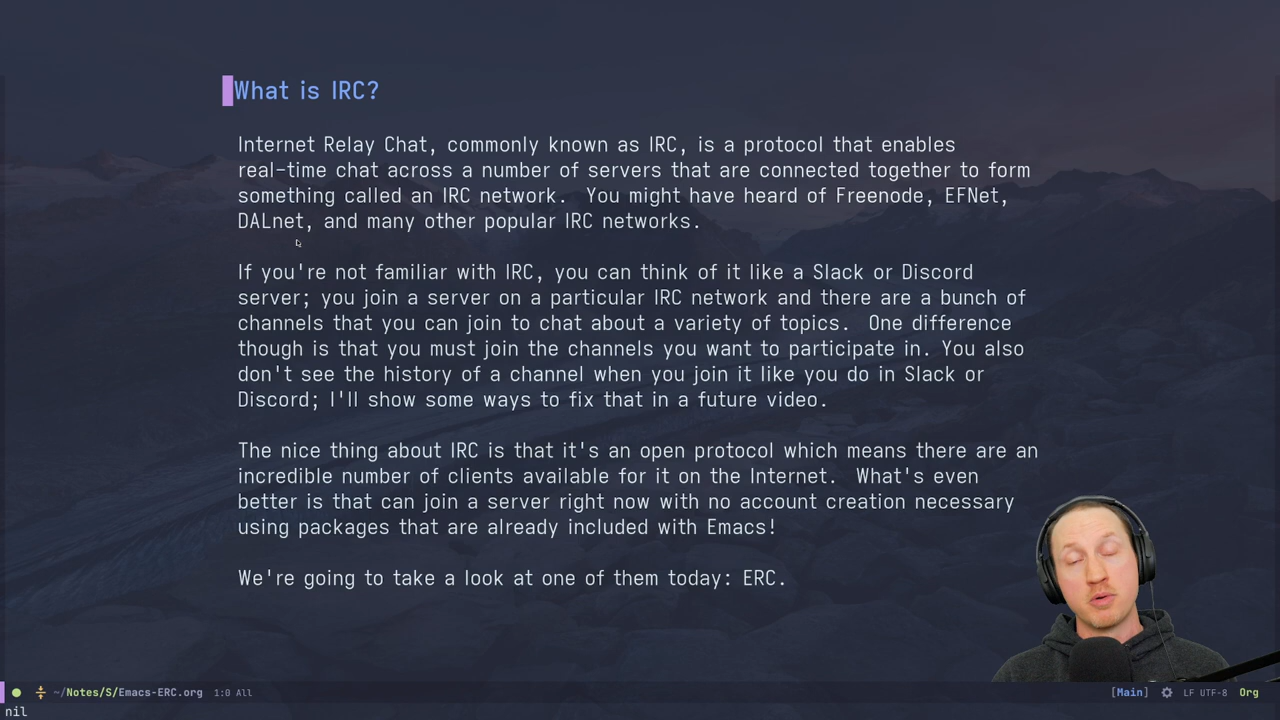 What is IRC?
Internet Relay Chat, commonly known as IRC, is a protocol that enables
real-time chat across a number of servers that are connected together to form
something called an IRC network.  You might have heard of Freenode, EFNet,
DALnet, and many other popular IRC networks.
If you're not familiar with IRC, you can think of it like a Slack or Discord
server; you join a server on a particular IRC network and there are a bunch of
channels that you can join to chat about a variety of topics.  One difference
though is that you must join the channels you want to participate in. You also
don't see the history of a channel when you join it like you do in Slack or
Discord; I'll show some ways to fix that in a future video.
The nice thing about IRC is that it's an open protocol which means there are an
incredible number of clients available for it on the Internet.  What's even
better is that can join a server right now with no account creation necessary
using packages that are already included with Emacs!
We're going to take a look at one of them today: ERC.
~/Notes/S/Emacs-ERC.org 1:0 All [Main] LF UTF-8 Org
nil